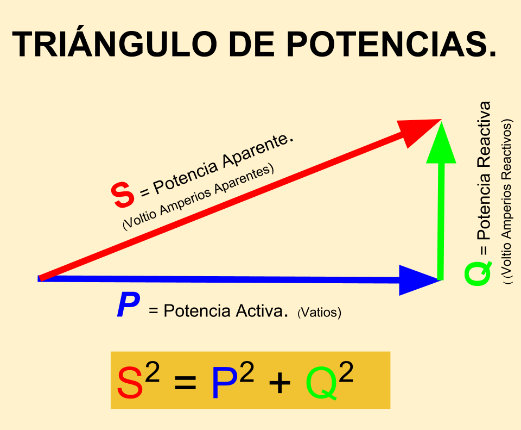 TRIÁNGULO DE POTENCIAS.
S = Potencia Aparente.
(Voltio Amperios Aparentes)
Q = Potencia Reactiva
((Voltio Amperios Reactivos)
P = Potencia Activa. (Vatios)
S² = P² + Q²